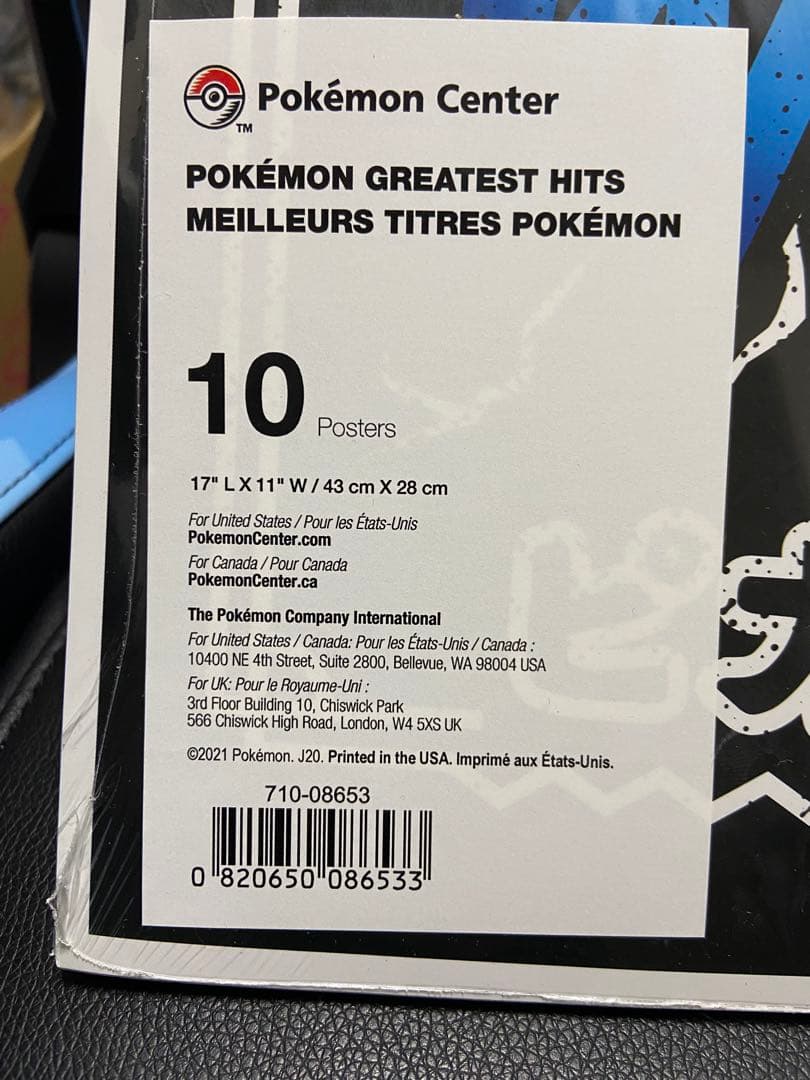 Pokémon Center
TM
POKÉMON GREATEST HITS
MEILLEURS TITRES POKÉMON
10 Posters
17" L X 11" W / 43 cm X 28 cm
For United States / Pour les États-Unis
PokemonCenter.com
For Canada / Pour Canada
PokemonCenter.ca
The Pokémon Company International
For United States / Canada: Pour les États-Unis / Canada :
10400 NE 4th Street, Suite 2800, Bellevue, WA 98004 USA
For UK: Pour le Royaume-Uni :
3rd Floor Building 10, Chiswick Park
566 Chiswick High Road, London, W4 5XS UK
©2021 Pokémon. J20. Printed in the USA. Imprimé aux États-Unis.
710-08653
0 820650 086533